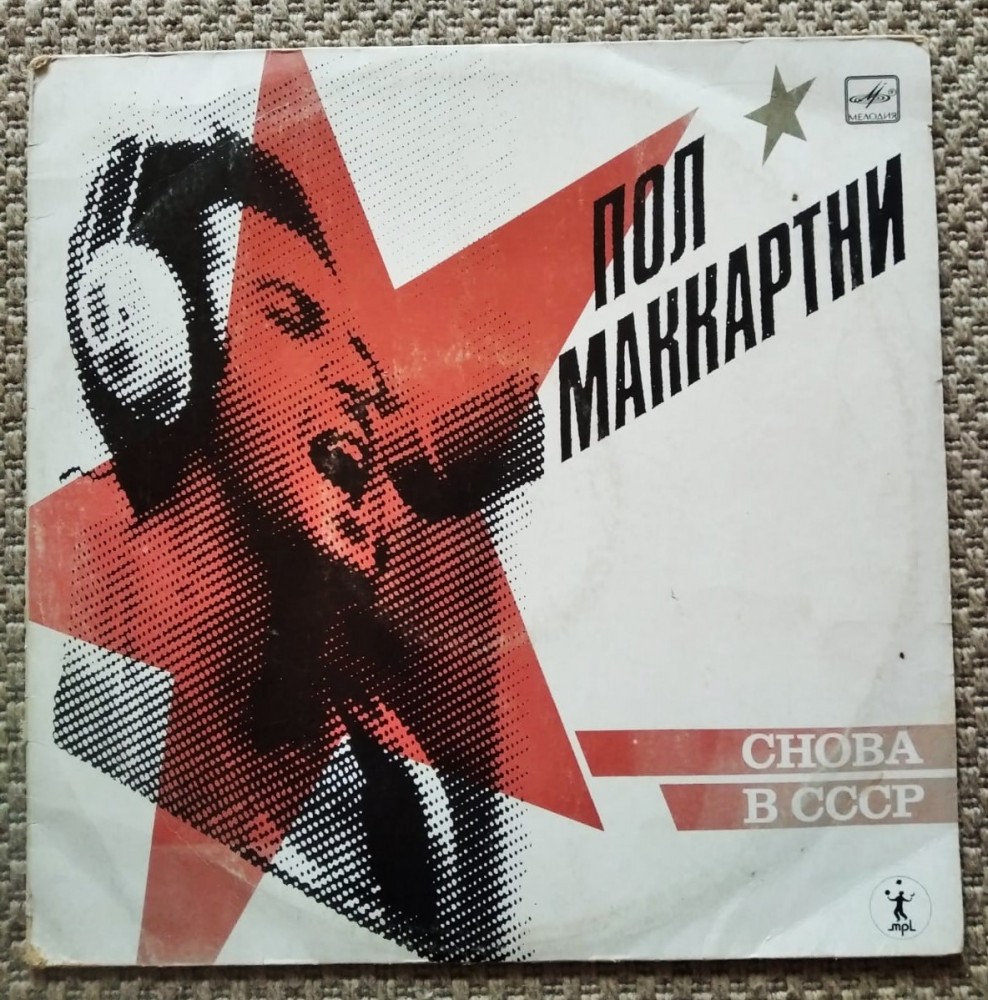 МЕЛОДИЯ
ПОЛ
МАККАРТНИ
СНОВА
В СССР
mpl